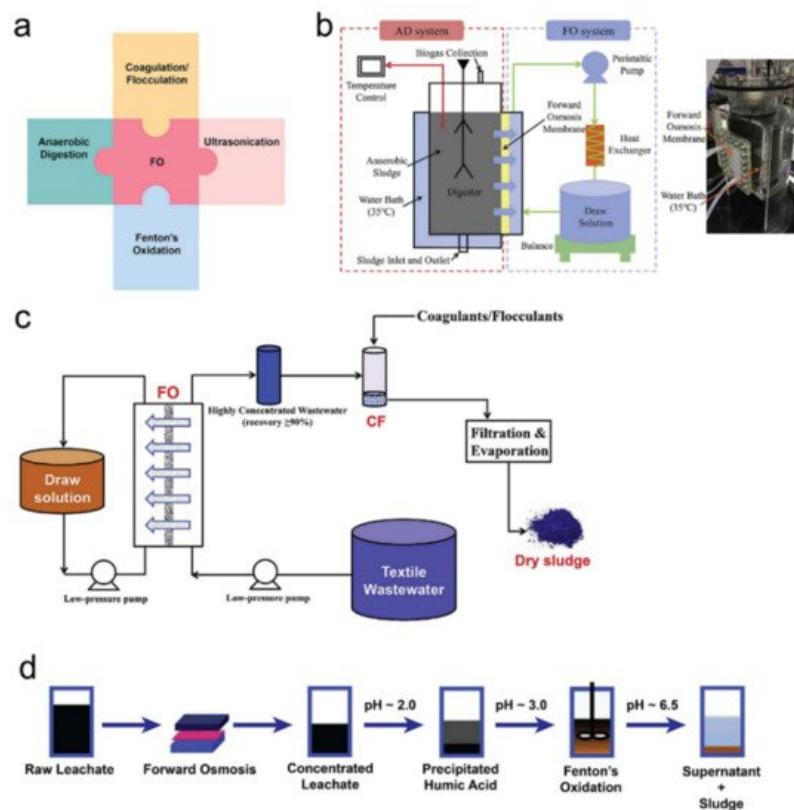 a
Coagulation/
Flocculation
Anaerobic
Digestion
FO
Ultrasonication
Fenton's
Oxidation
b
AD system
FO system
Biogas Collection
Temperature
Control
Peristaltic
Pump
Forward
Osmosis
Membrane
Heat
Exchanger
Anaerobic
Sludge
Digester
Water Bath
(35°C)
Draw
Solution
Balance
Sludge Inlet and Outlet
Forward
Osmosis
Membrane
Water Bath
(35°C)
c
Coagulants/Flocculants
FO
Highly Concentrated Wastewater
(recovery ≥90%)
CF
Filtration &
Evaporation
Draw
solution
Textile
Wastewater
Dry sludge
Low-pressure pump
Low-pressure pump
d
pH ~ 2.0
pH ~ 3.0
pH ~ 6.5
Raw Leachate
Forward Osmosis
Concentrated
Leachate
Precipitated
Humic Acid
Fenton's
Oxidation
Supernatant
+
Sludge